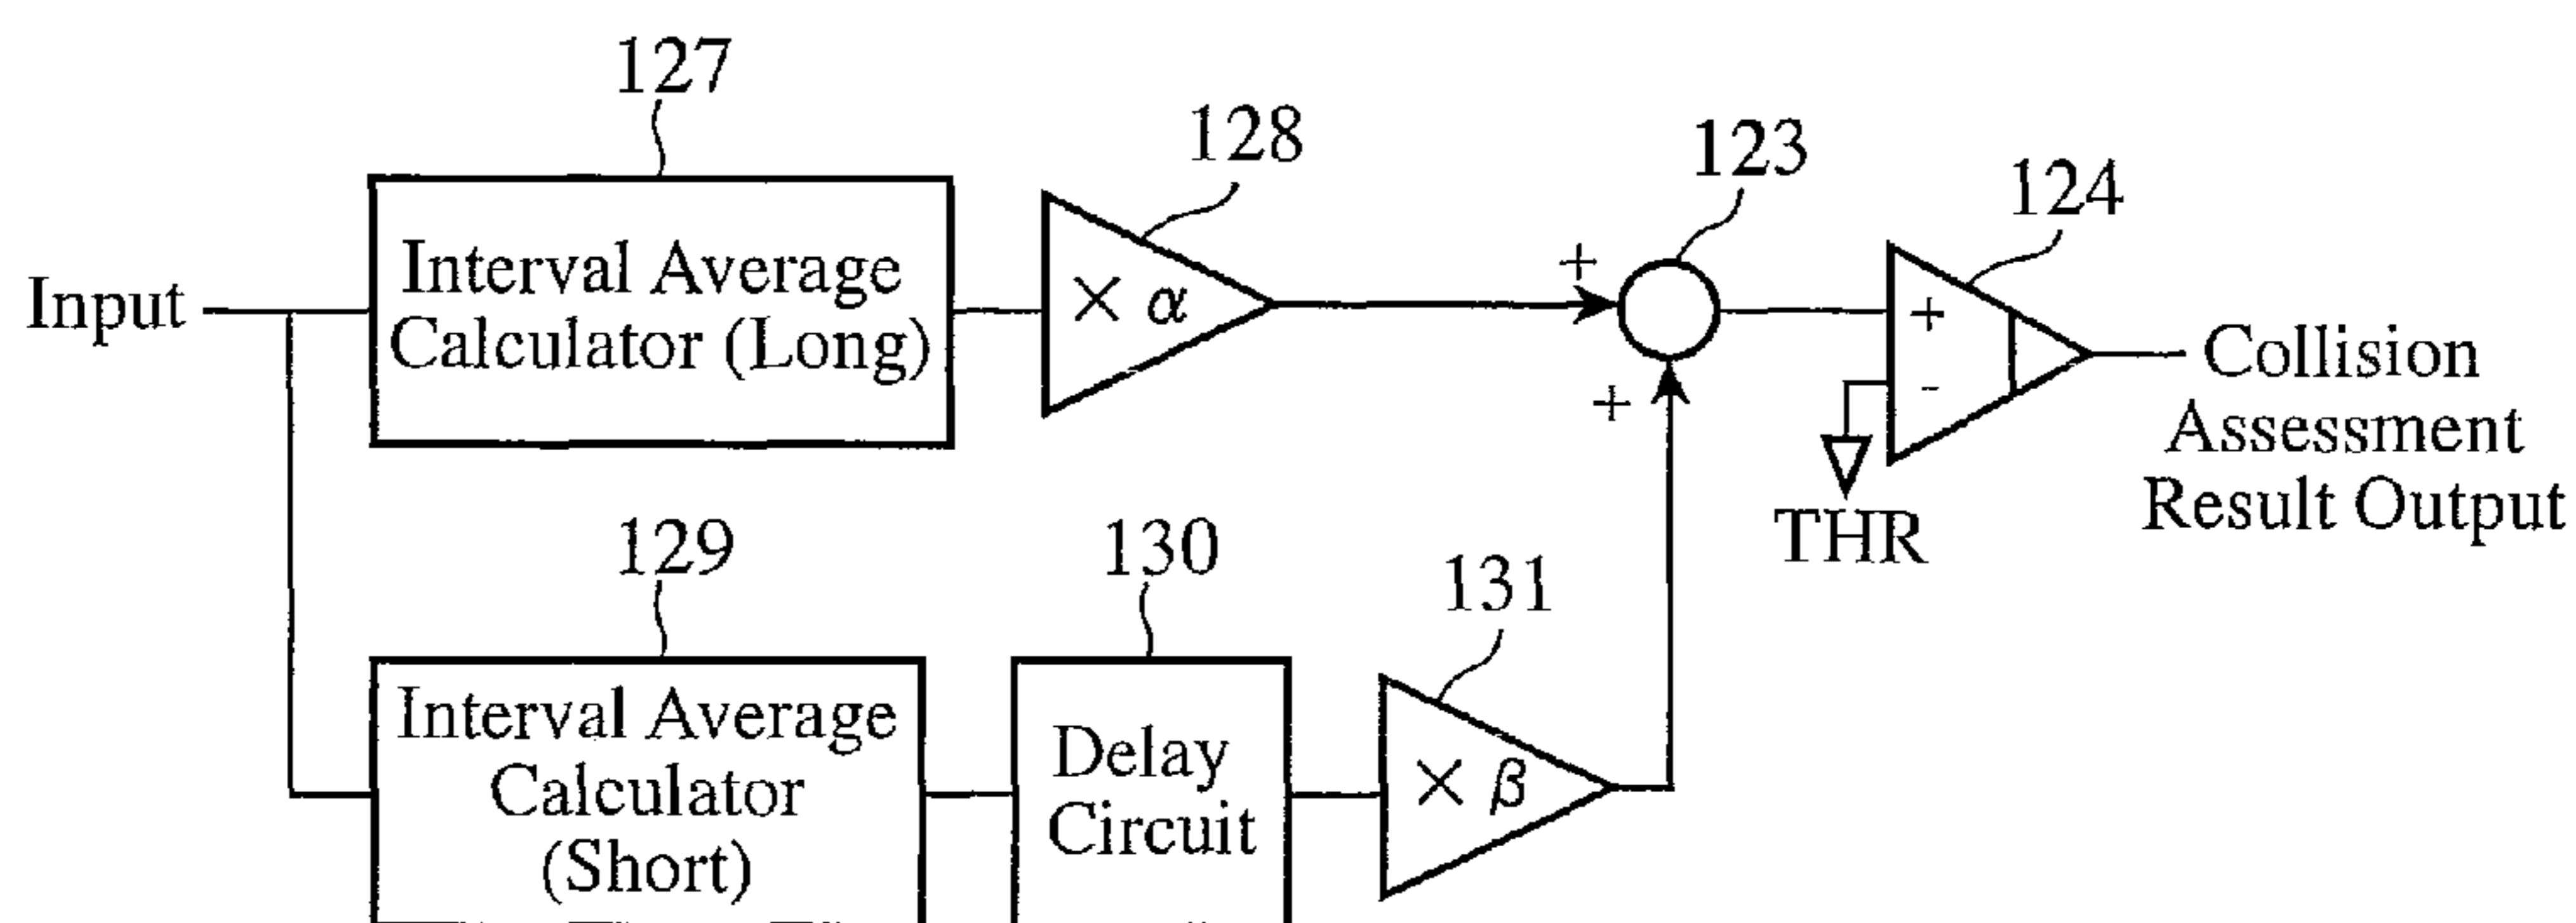 127
128
123
124
Input
Interval Average
Calculator (Long)
× α
+
+
+
-
THR
Collision
Assessment
Result Output
129
130
131
Interval Average
Calculator
(Short)
Delay
Circuit
× β